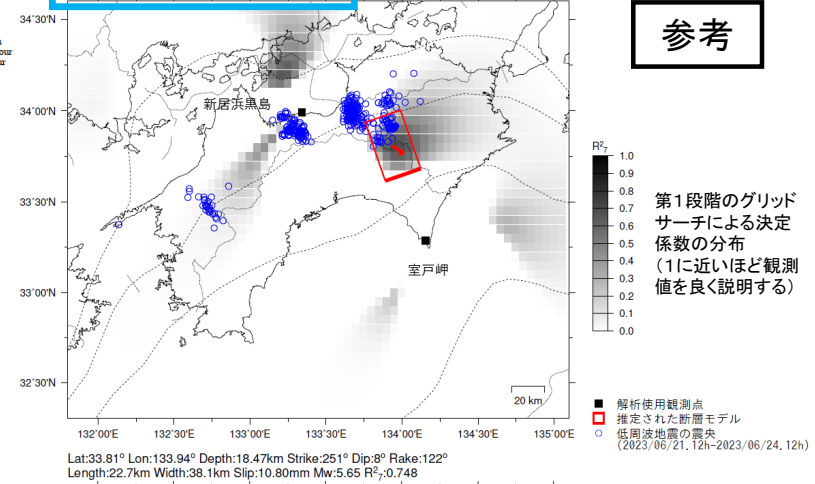 参考
our
34°30'N
34°00'N
33°30'N
33°00'N
32°30'N
新居浜黒島
室戸岬
20 km
132°00'E 132°30'E 133°00'E 133°30'E 134°00'E 134°30'E 135°00'E
R²₇
1.0
0.9
0.8
0.7
0.6
0.5
0.4
0.3
0.2
0.1
0.0
第1段階のグリッド
サーチによる決定
係数の分布
(1に近いほど観測
値を良く説明する)
解析使用観測点
推定された断層モデル
低周波地震の震央
(2023/06/21.12h-2023/06/24.12h)
Lat:33.81° Lon:133.94° Depth:18.47km Strike:251° Dip:8° Rake:122°
Length:22.7km Width:38.1km Slip:10.80mm Mw:5.65 R²₇:0.748